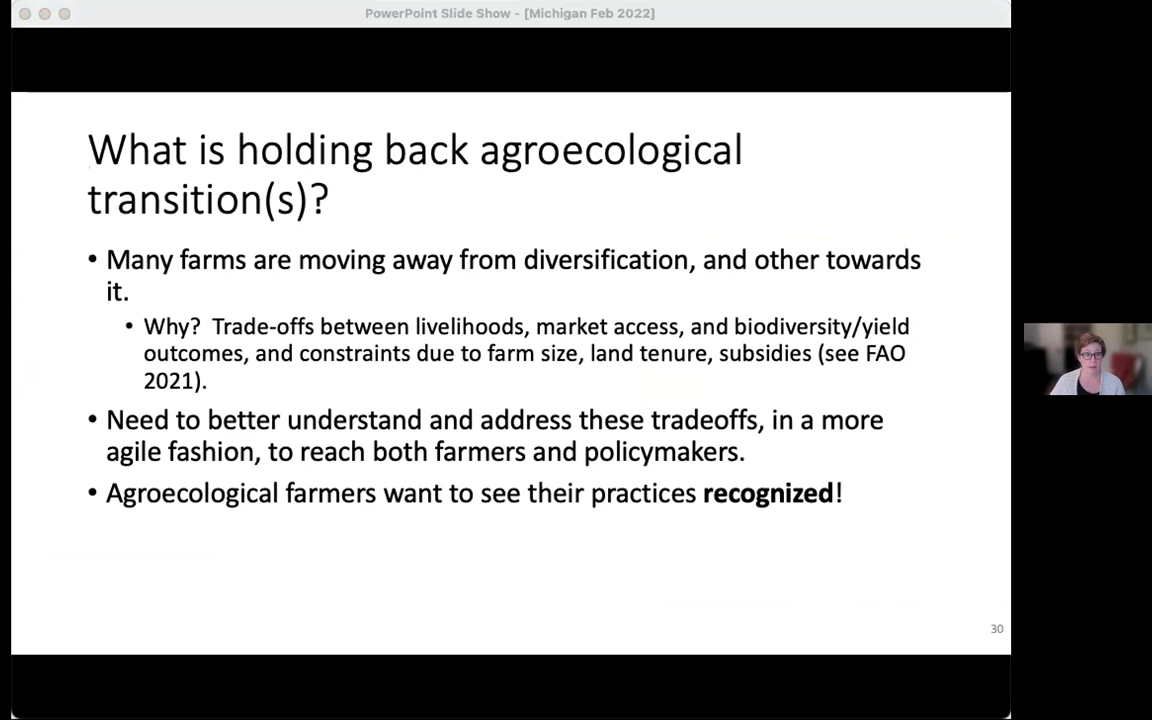 PowerPoint Slide Show - [Michigan Feb 2022]
What is holding back agroecological
transition(s)?
• Many farms are moving away from diversification, and other towards
it.
• Why?  Trade-offs between livelihoods, market access, and biodiversity/yield
outcomes, and constraints due to farm size, land tenure, subsidies (see FAO
2021).
• Need to better understand and address these tradeoffs, in a more
agile fashion, to reach both farmers and policymakers.
• Agroecological farmers want to see their practices recognized!
30